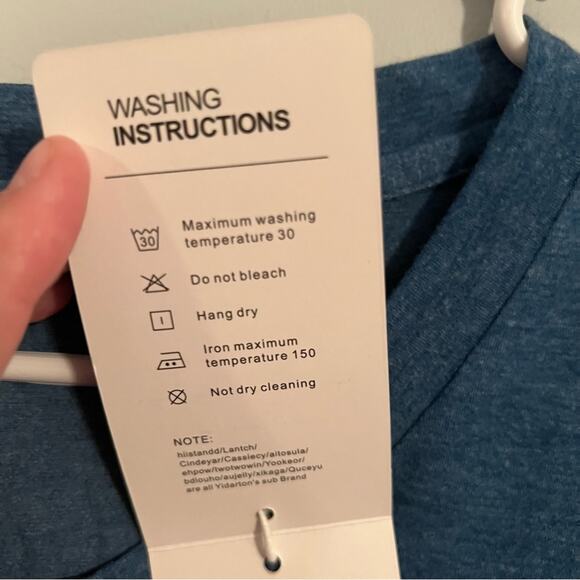 WASHING
INSTRUCTIONS
30
Maximum washing
temperature 30
Do not bleach
Hang dry
Iron maximum
temperature 150
Not dry cleaning
NOTE:
hiistandd/Lantch/
Cindeyar/Cassiecy/aitosula/
ehpow/twotwowin/Yookeor/
bdlouho/aujelly/xikaga/Quceyu
are all Yidarton's sub Brand